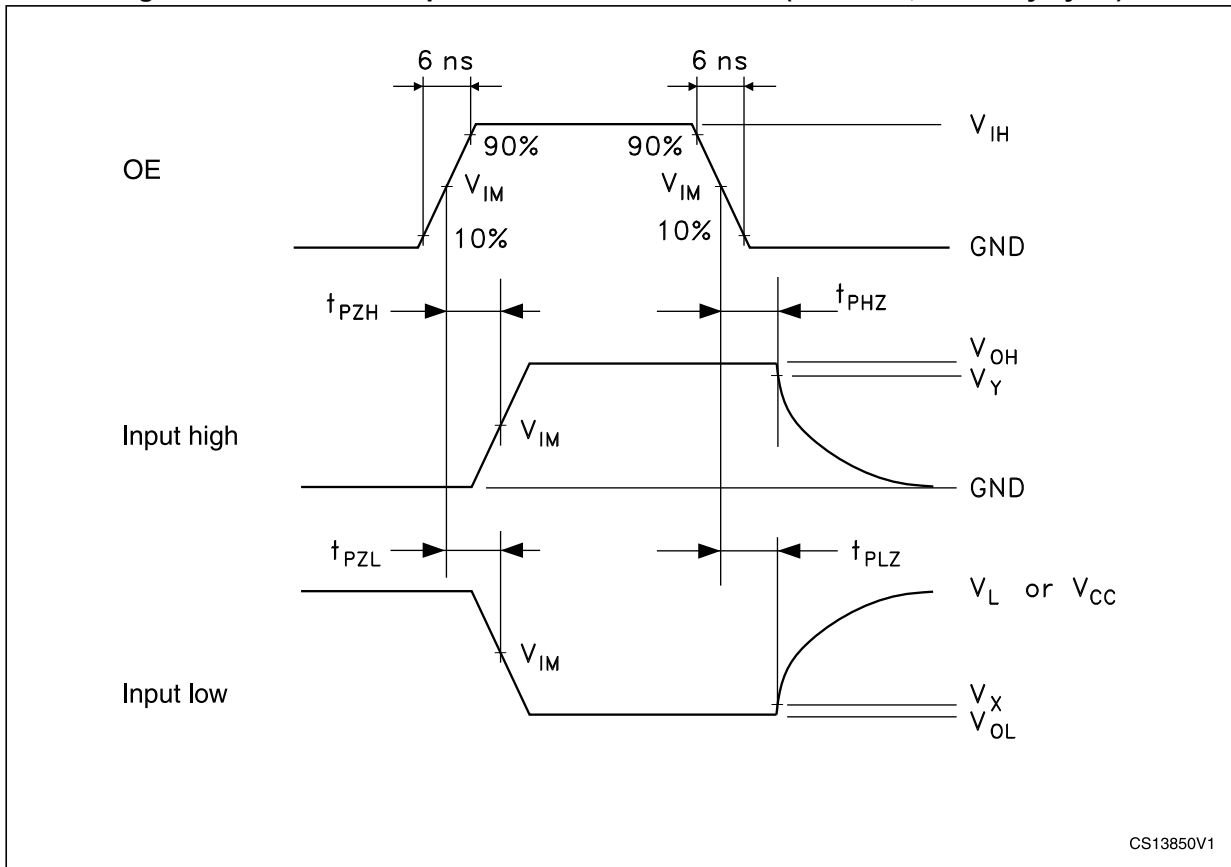 6 ns 6 ns
V_IH
90% 90%
OE
V_IM V_IM
10% 10%
GND
t_PZH t_PHZ
V_OH
V_Y
Input high
V_IM
GND
t_PZL t_PLZ
V_L or V_CC
V_IM
Input low
V_X
V_OL
CS13850V1